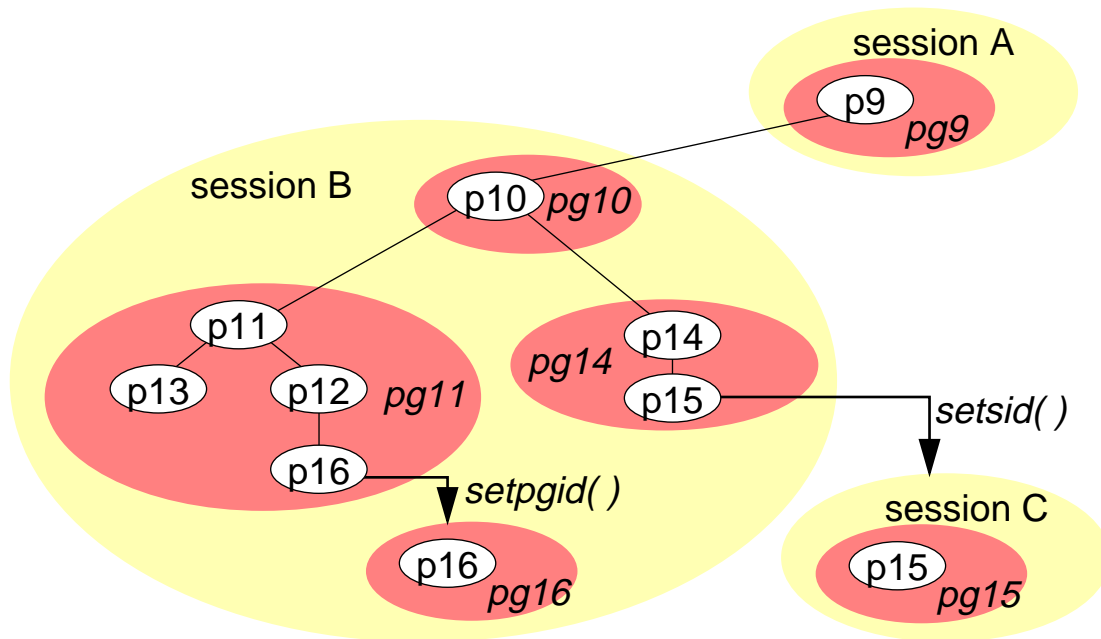 session A
p9
pg9
session B
p10 pg10
p11
p14
pg14
p13 p12 pg11
p15
setsid( )
p16
setpgid( )
session C
p16
pg16
p15
pg15